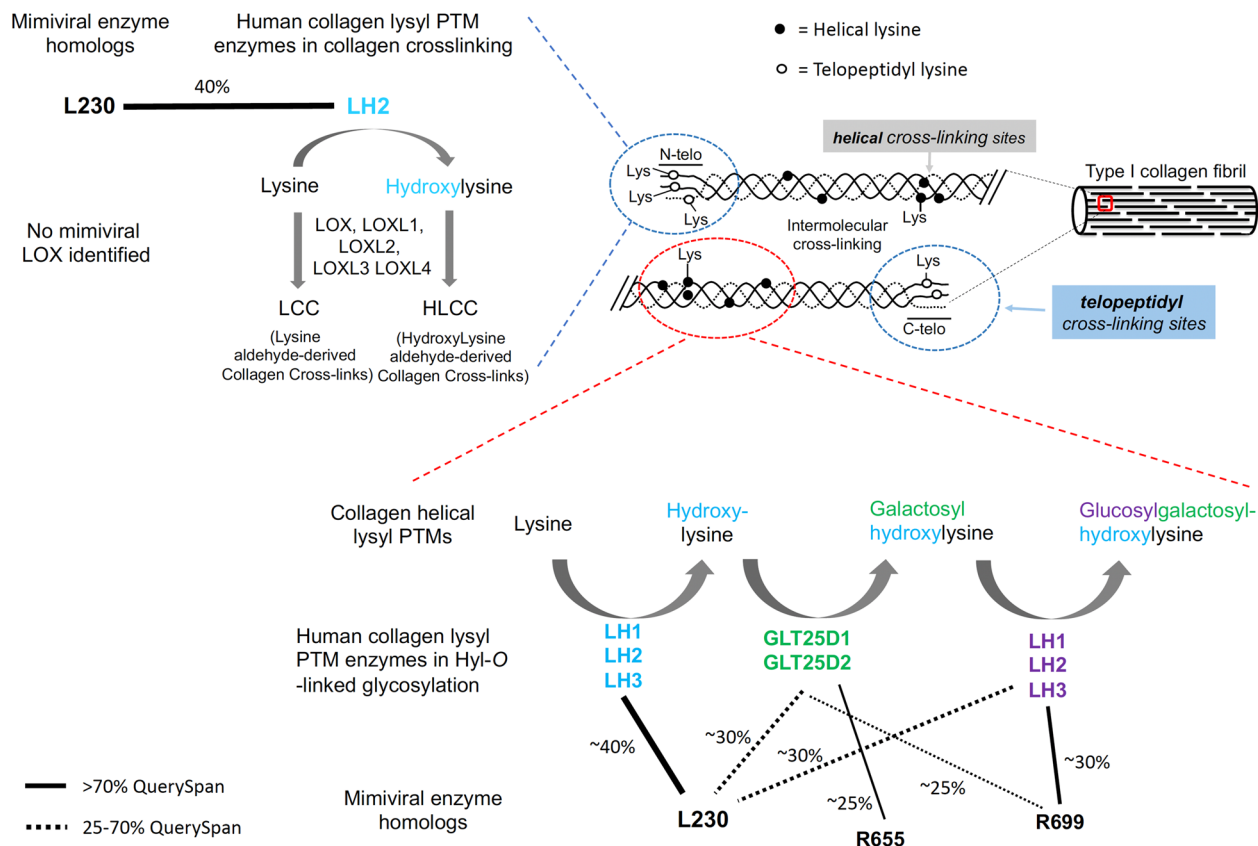 Mimiviral enzyme
homologs
Human collagen lysyl PTM
enzymes in collagen crosslinking
40%
L230
LH2
Lysine
Hydroxylysine
No mimiviral
LOX identified
LOX, LOXL1,
LOXL2,
LOXL3 LOXL4
LCC
(Lysine
aldehyde-derived
Collagen Cross-links)
HLCC
(HydroxyLysine
aldehyde-derived
Collagen Cross-links)
= Helical lysine
= Telopeptidyl lysine
helical cross-linking sites
N-telo
Lys
Lys
Lys
Lys
Intermolecular
cross-linking
Type I collagen fibril
Lys
Lys
C-telo
telopeptidyl
cross-linking sites
Collagen helical
lysyl PTMs
Lysine
Hydroxy-
lysine
Galactosyl
hydroxylysine
Glucosylgalactosyl-
hydroxylysine
Human collagen lysyl
PTM enzymes in Hyl-O
-linked glycosylation
LH1
LH2
LH3
GLT25D1
GLT25D2
LH1
LH2
LH3
~40%
~30%
~30%
~25%
~25%
~30%
>70% QuerySpan
25-70% QuerySpan
Mimiviral enzyme
homologs
L230
R655
R699